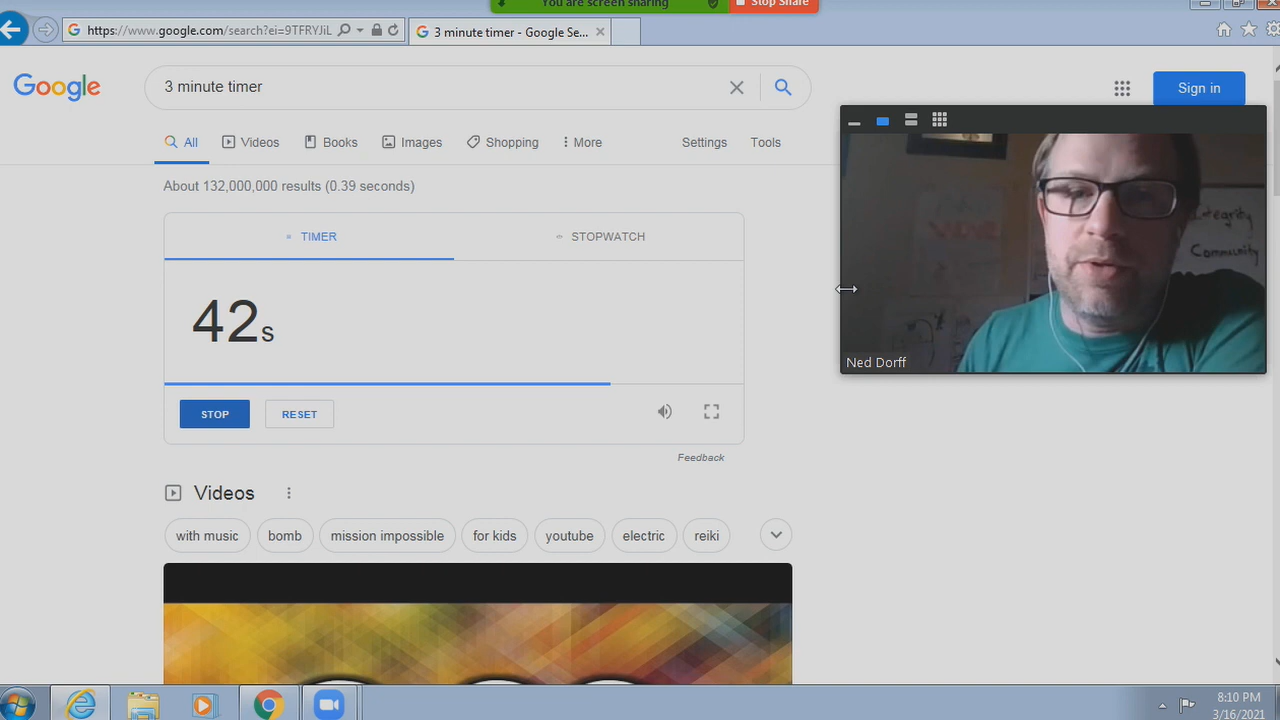 You are screen sharing
Stop Share
https://www.google.com/search?ei=9TFRYJiL
3 minute timer - Google Se...
Google
3 minute timer
Sign in
All
Videos
Books
Images
Shopping
More
Settings
Tools
About 132,000,000 results (0.39 seconds)
TIMER
STOPWATCH
42s
STOP
RESET
Feedback
Integrity
Community
Ned Dorff
Videos
with music
bomb
mission impossible
for kids
youtube
electric
reiki
8:10 PM
3/16/2021